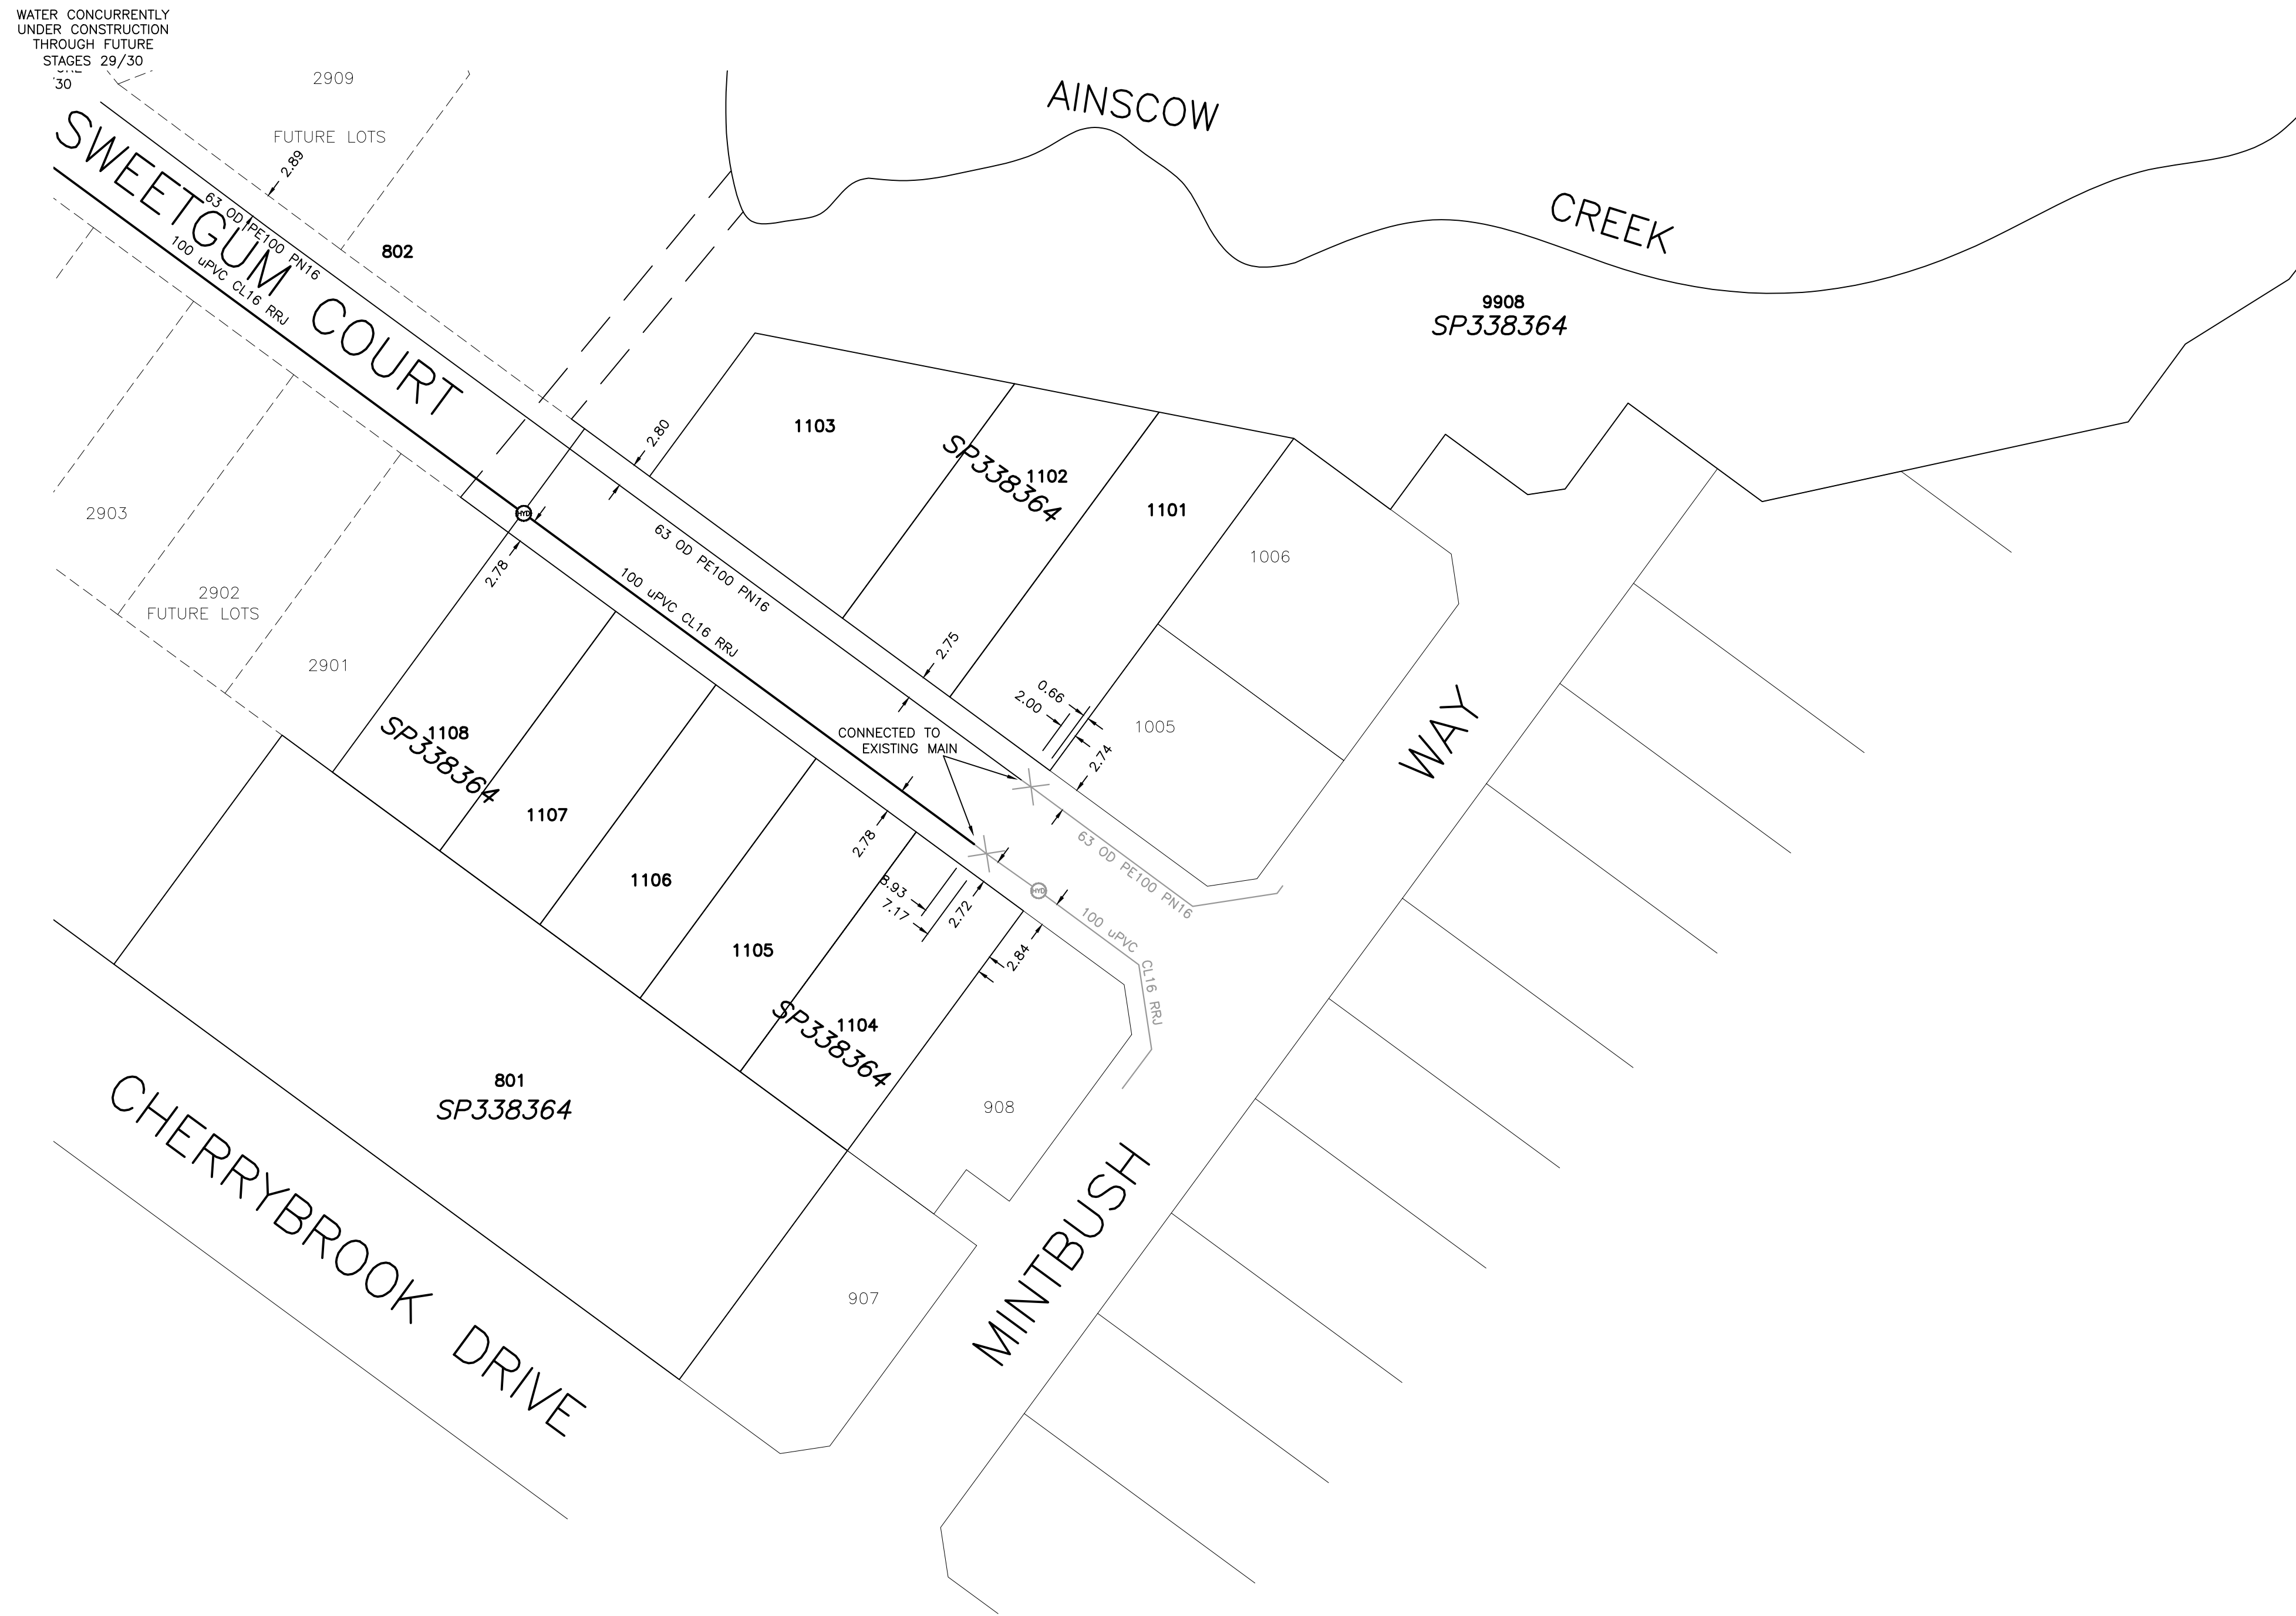 WATER CONCURRENTLY
UNDER CONSTRUCTION
THROUGH FUTURE
STAGES 29/30
30
2909
FUTURE LOTS
2.89
SWEETGUM COURT
63 OD PE100 PN16
100 uPVC CL16 RRJ
802
AINSCOW
CREEK
9908
SP338364
2.80
1103
SP338364
1102
1101
1006
2903
HYD
2.78
63 OD PE100 PN16
100 uPVC CL16 RRJ
2902
FUTURE LOTS
2901
2.75
0.66
2.00
1005
2.74
WAY
CONNECTED TO
EXISTING MAIN
1108
SP338364
1107
2.78
63 OD PE100 PN16
1106
8.93
7.17
2.72
HYD
100 uPVC CL16 RRJ
1105
2.84
SP338364
1104
801
SP338364
908
CHERRYBROOK DRIVE
MINTBUSH
907